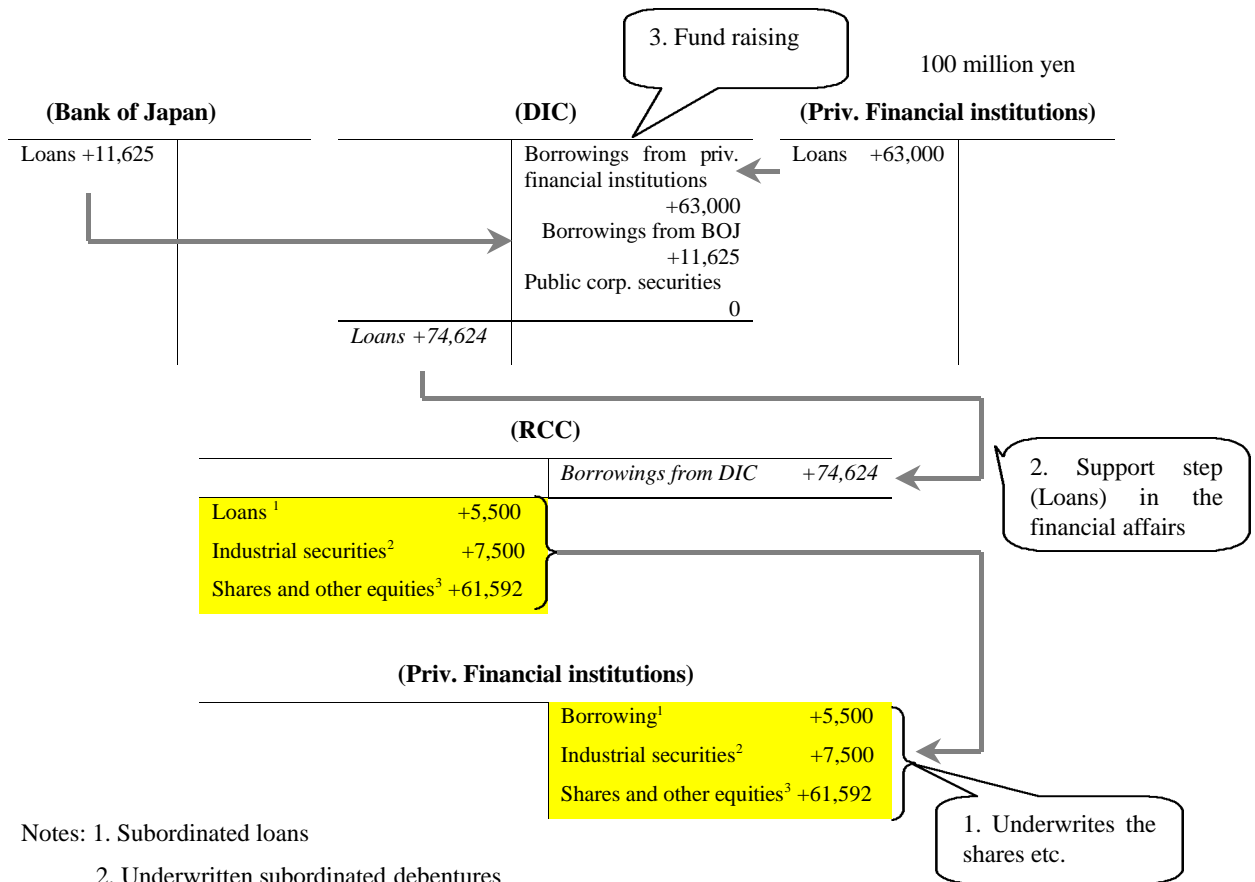 3. Fund raising
100 million yen
(Bank of Japan)
(DIC)
(Priv. Financial institutions)
Loans +11,625
Borrowings from priv.
financial institutions
+63,000
Borrowings from BOJ
+11,625
Public corp. securities
0
Loans +63,000
Loans +74,624
(RCC)
Borrowings from DIC +74,624
2. Support step
(Loans) in the
financial affairs
Loans 1 +5,500
Industrial securities2 +7,500
Shares and other equities3 +61,592
(Priv. Financial institutions)
Borrowing1 +5,500
Industrial securities2 +7,500
Shares and other equities3 +61,592
1. Underwrites the
shares etc.
Notes: 1. Subordinated loans
2. Underwritten subordinated debentures